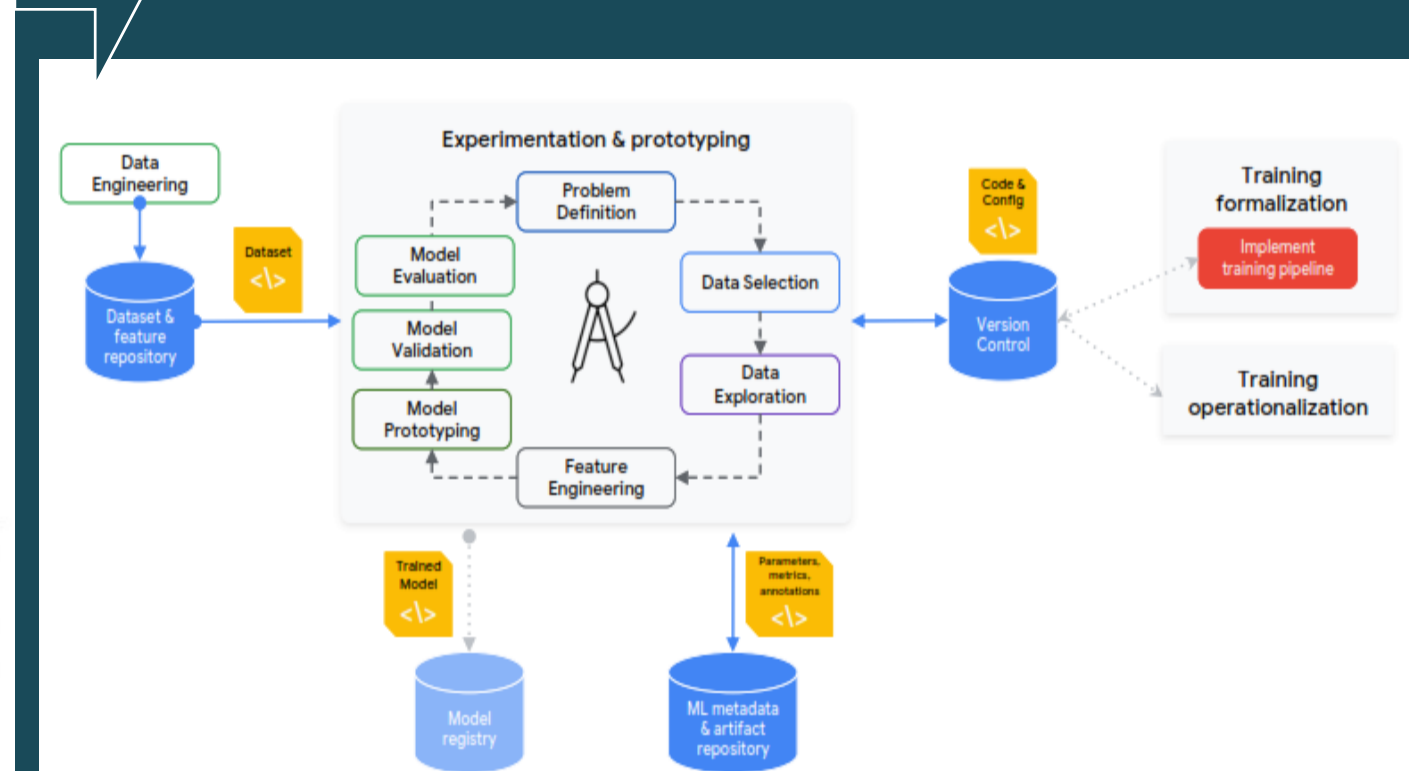 Experimentation & prototyping
Data
Engineering
Dataset
<\>
Dataset &
feature
repository
Problem
Definition
Model
Evaluation
Data Selection
Model
Validation
Data
Exploration
Model
Prototyping
Feature
Engineering
Code &
Config
<\>
Version
Control
Training
formalization
Implement
training pipeline
Training
operationalization
Trained
Model
<\>
Model
registry
Parameters,
metrics,
annotations
<\>
ML metadata
& artifact
repository